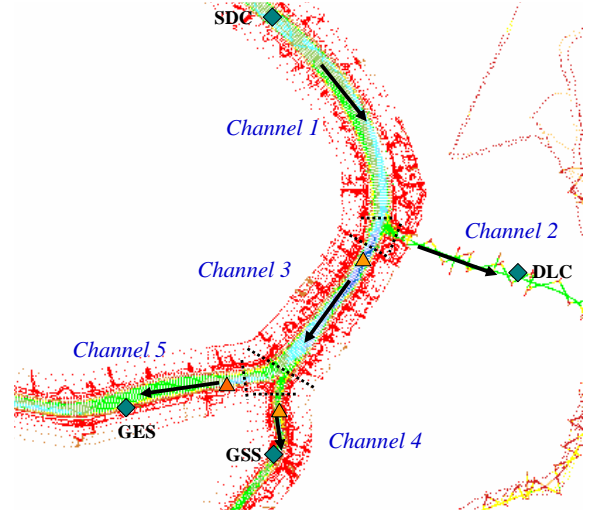 SDC
Channel 1
Channel 2
Channel 3
DLC
Channel 5
GES
Channel 4
GSS